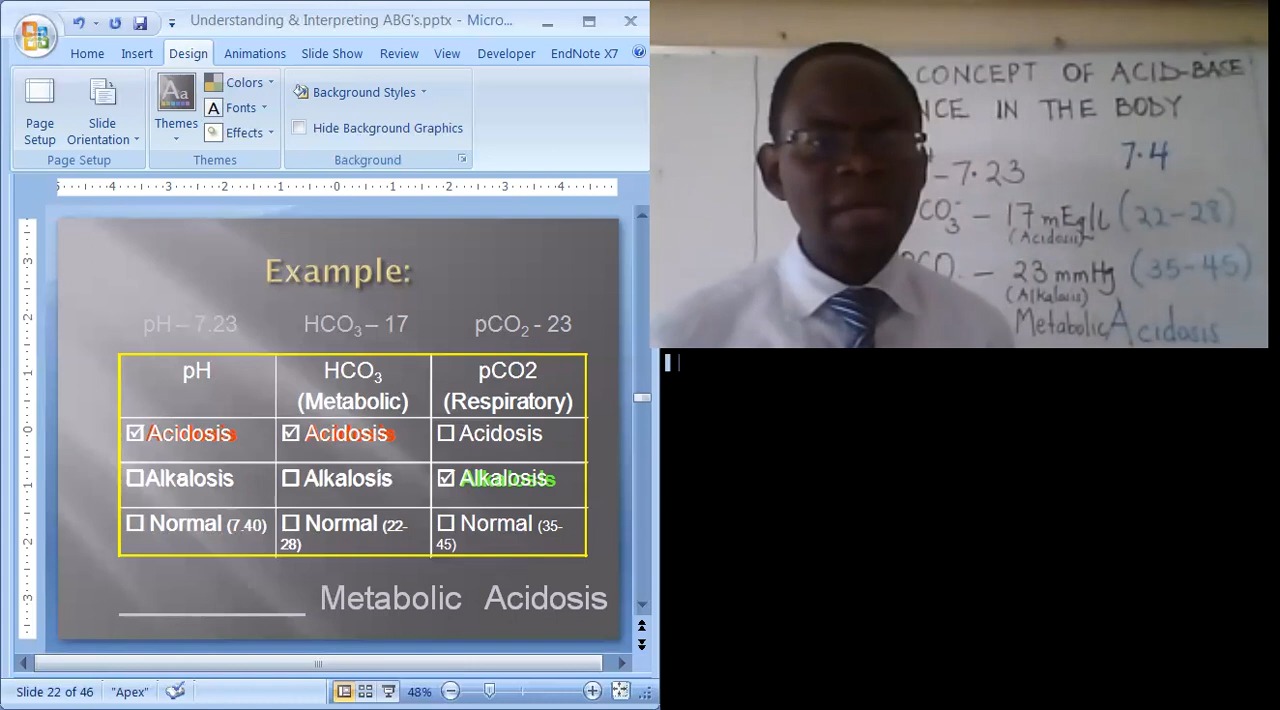 Understanding & Interpreting ABG's.pptx - Micro...
Home Insert Design Animations Slide Show Review View Developer EndNote X7
Page Setup
Slide Orientation
Aa
Themes
Colors
Fonts
Effects
Background Styles
Hide Background Graphics
Page Setup Themes Background
Example:
pH – 7.23 HCO3 – 17 pCO2 - 23
pH HCO3 (Metabolic) pCO2 (Respiratory)
Acidosis Acidosis Acidosis
Alkalosis Alkalosis Alkalosis
Normal (7.40) Normal (22-28) Normal (35-45)
Metabolic Acidosis
Slide 22 of 46 "Apex" 48%
CONCEPT OF ACID-BASE
NCE IN THE BODY
7.4
-7.23
CO3- – 17 mEq/L (22-28)
(Acidosis)
– 23 mmHg (35-45)
(Alkalosis)
Metabolic Acidosis